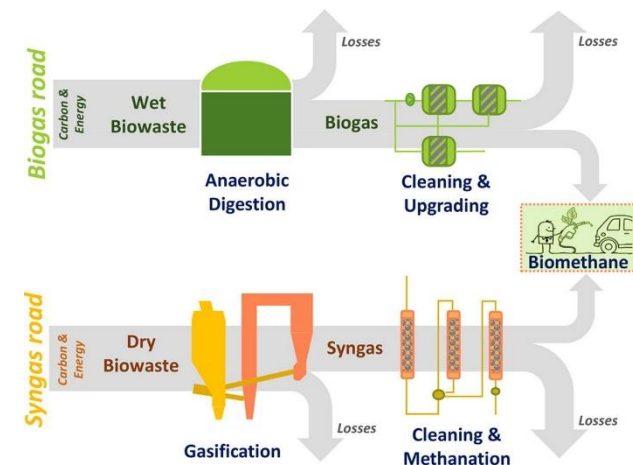 Biogas road
Carbon &
Energy
Wet
Biowaste
Anaerobic
Digestion
Losses
Biogas
Cleaning &
Upgrading
Losses
Biomethane
Syngas road
Carbon &
Energy
Dry
Biowaste
Gasification
Losses
Syngas
Cleaning &
Methanation
Losses